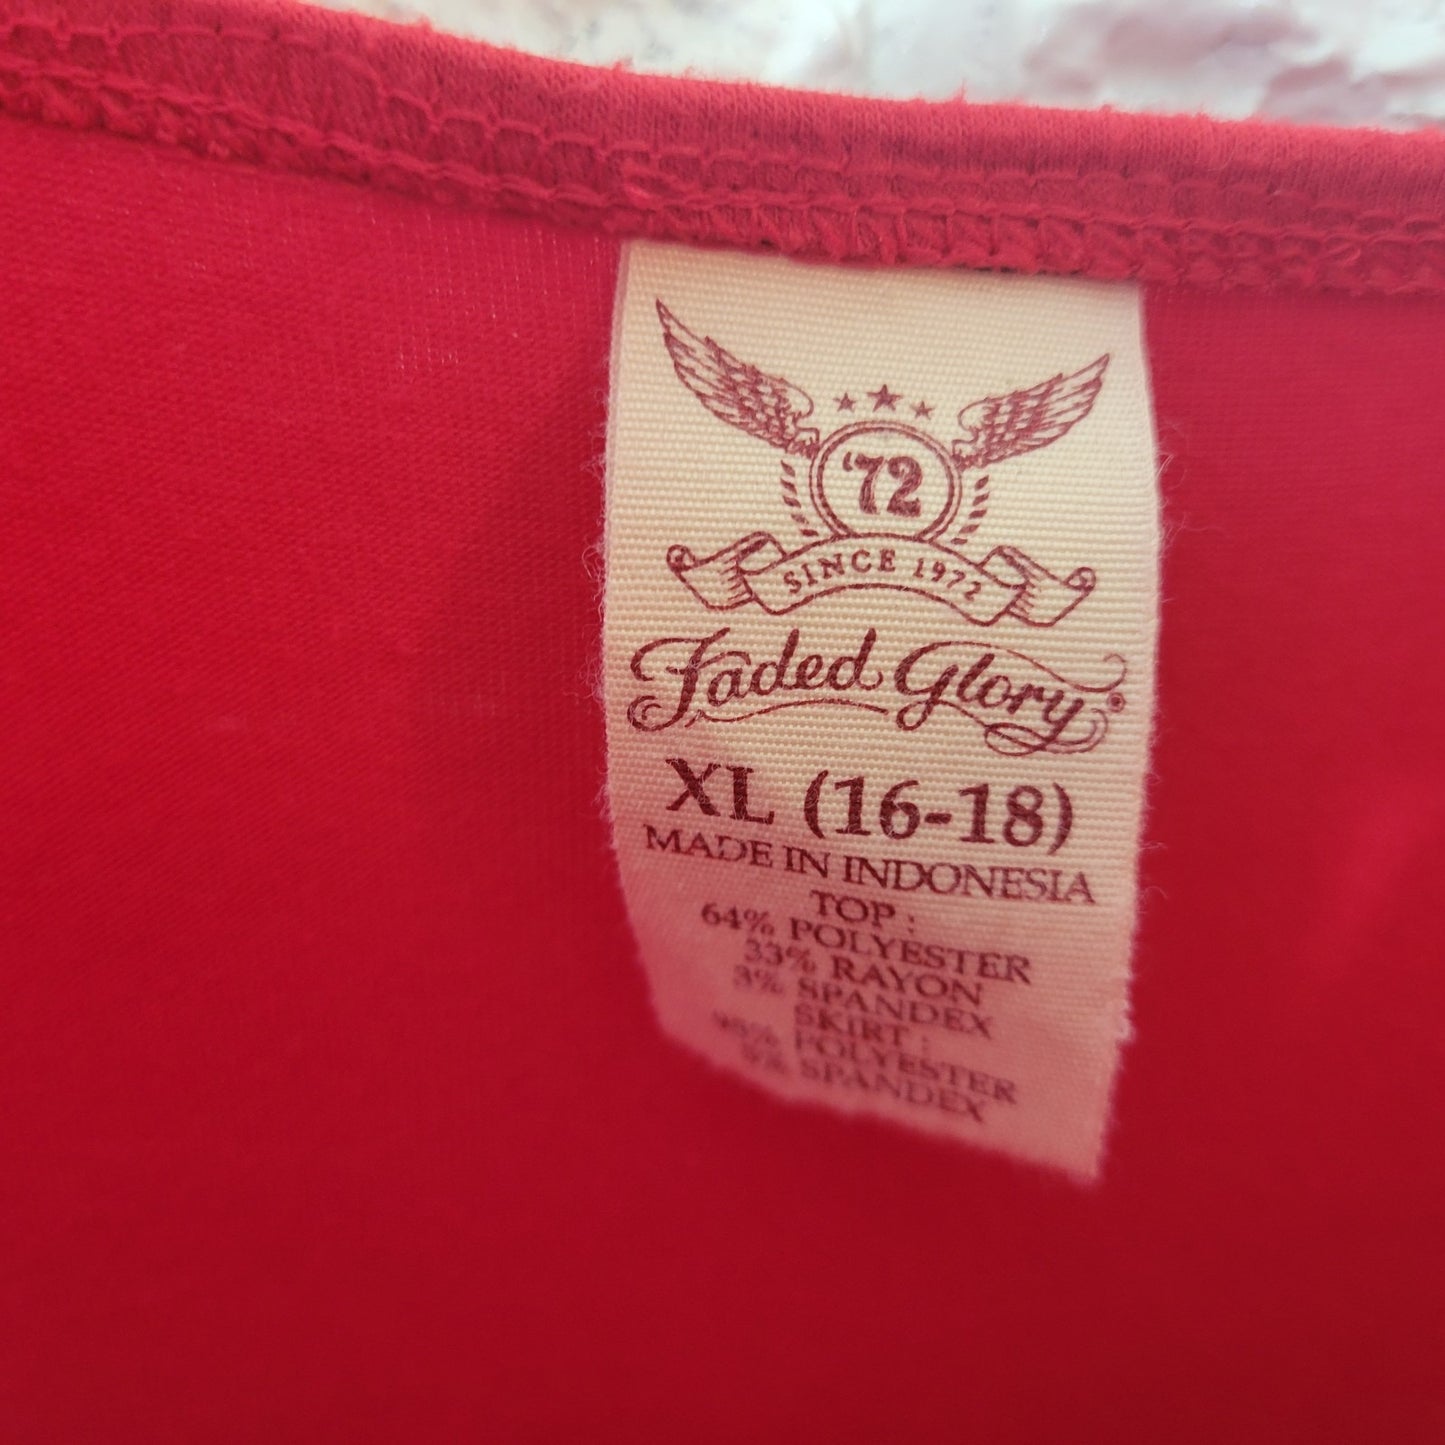 '72
SINCE 1972
Faded Glory®
XL (16-18)
MADE IN INDONESIA
TOP :
64% POLYESTER
33% RAYON
3% SPANDEX
SKIRT :
POLYESTER
SPANDEX